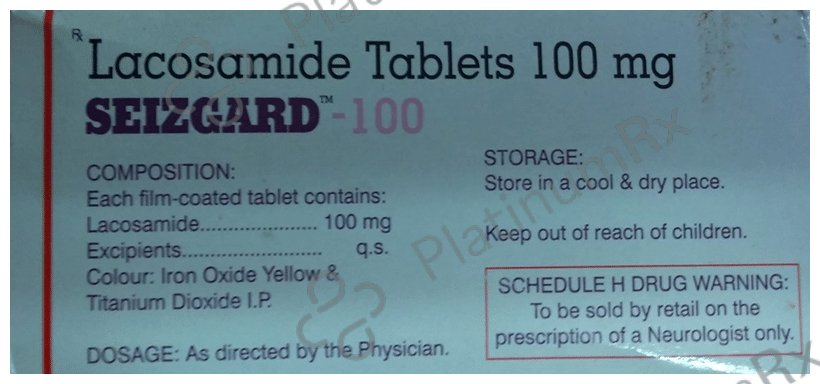 Rx
Lacosamide Tablets 100 mg
SEIZGARD™-100
COMPOSITION:
Each film-coated tablet contains:
Lacosamide..................... 100 mg
Excipients.......................... q.s.
Colour: Iron Oxide Yellow &
Titanium Dioxide I.P.
DOSAGE: As directed by the Physician.
STORAGE:
Store in a cool & dry place.
Keep out of reach of children.
SCHEDULE H DRUG WARNING:
To be sold by retail on the
prescription of a Neurologist only.
PlatinumRx